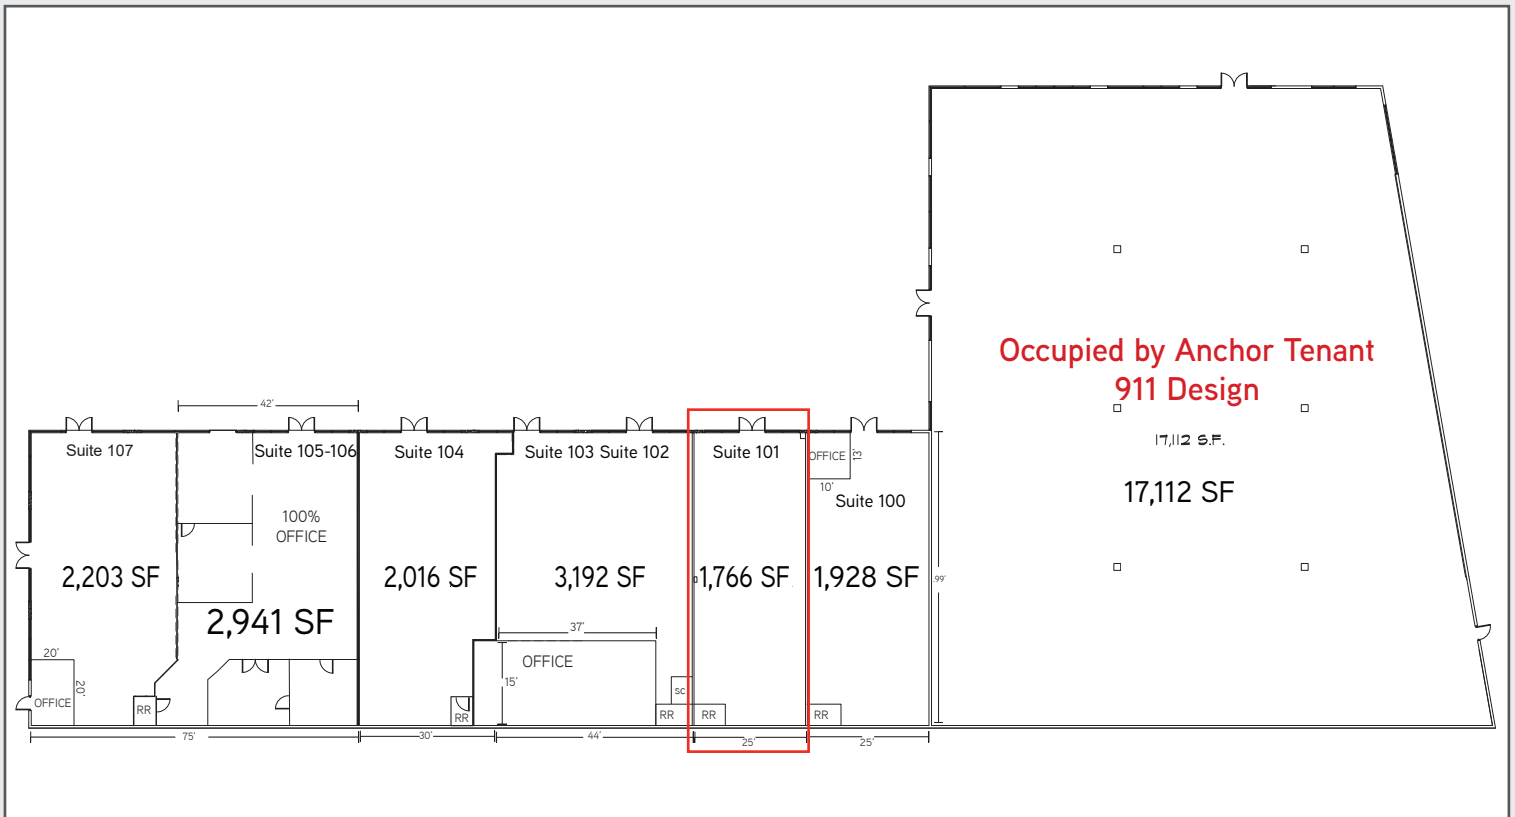 Occupied by Anchor Tenant
911 Design
17,112 S.F.
17,112 SF
42'
Suite 107
Suite 105-106
Suite 104
Suite 103 Suite 102
Suite 101
OFFICE
13'
10'
Suite 100
100%
OFFICE
2,203 SF
2,941 SF
2,016 SF
3,192 SF
1,766 SF
1,928 SF
99'
37'
OFFICE
15'
20'
20'
OFFICE
RR
RR
SC
RR
RR
RR
75'
30'
44'
25'
25'